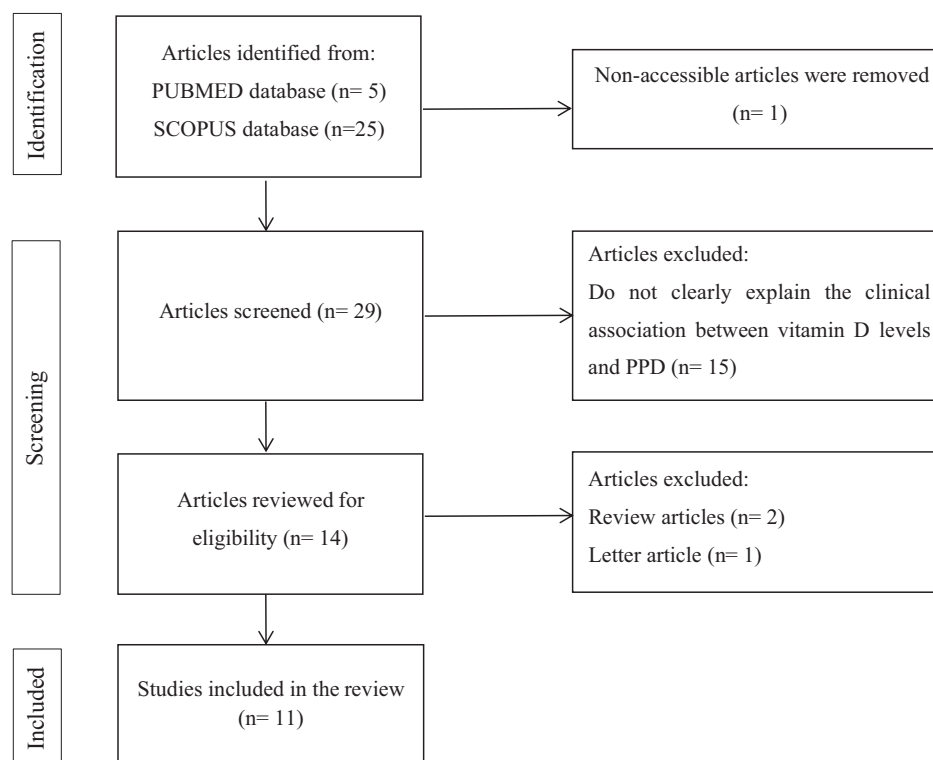 Identification
Articles identified from:
PUBMED database (n= 5)
SCOPUS database (n=25)
Non-accessible articles were removed
(n= 1)
Screening
Articles screened (n= 29)
Articles excluded:
Do not clearly explain the clinical
association between vitamin D levels
and PPD (n= 15)
Articles reviewed for
eligibility (n= 14)
Articles excluded:
Review articles (n= 2)
Letter article (n= 1)
Included
Studies included in the review
(n= 11)